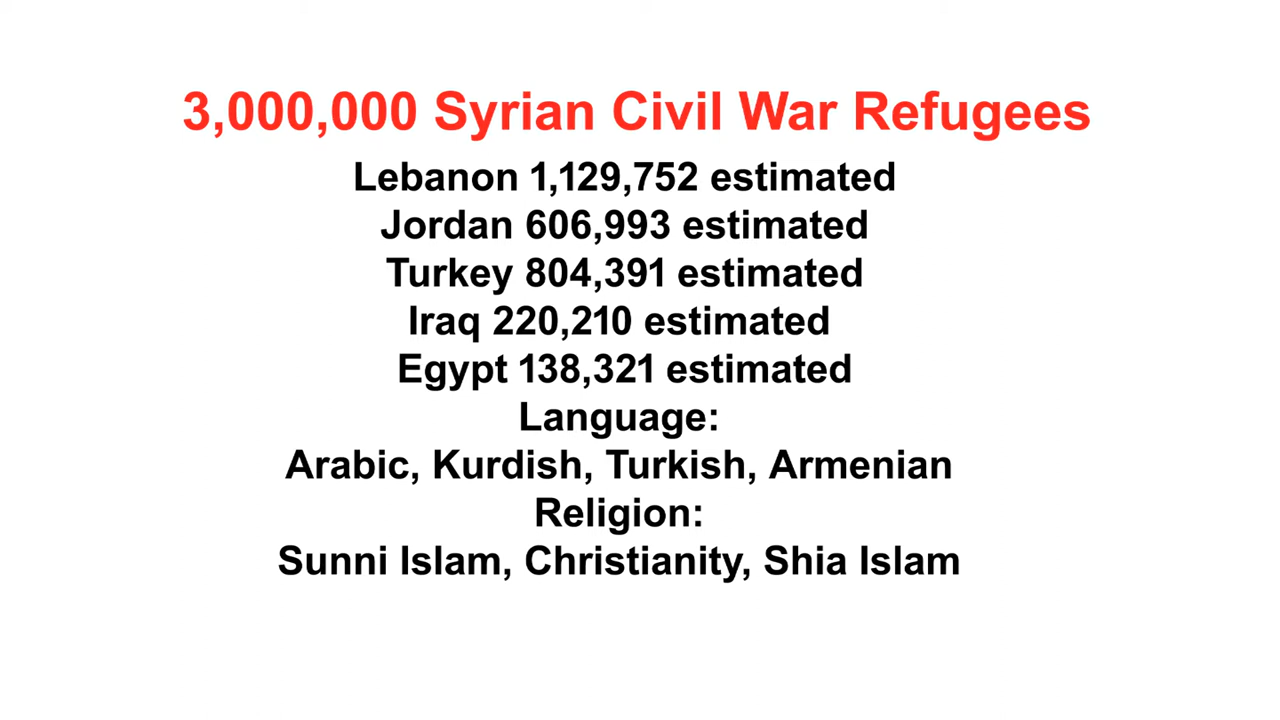 3,000,000 Syrian Civil War Refugees
Lebanon 1,129,752 estimated
Jordan 606,993 estimated
Turkey 804,391 estimated
Iraq 220,210 estimated
Egypt 138,321 estimated
Language:
Arabic, Kurdish, Turkish, Armenian
Religion:
Sunni Islam, Christianity, Shia Islam